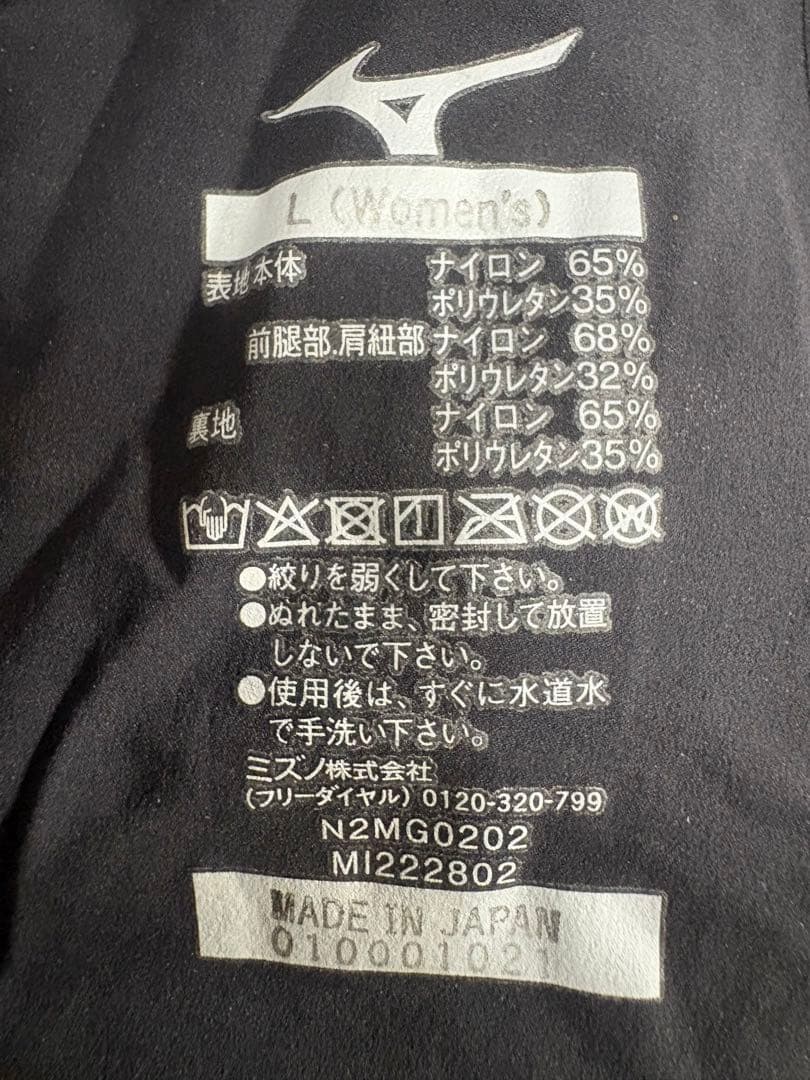 L (Women's)
表地本体 ナイロン 65%
ポリウレタン35%
前腿部.肩紐部 ナイロン 68%
ポリウレタン32%
裏地 ナイロン 65%
ポリウレタン35%
●絞りを弱くして下さい。
●ぬれたまま、密封して放置
しないで下さい。
●使用後は、すぐに水道水
で手洗い下さい。
ミズノ株式会社
(フリーダイヤル) 0120-320-799
N2MG0202
MI222802
MADE IN JAPAN
010001021